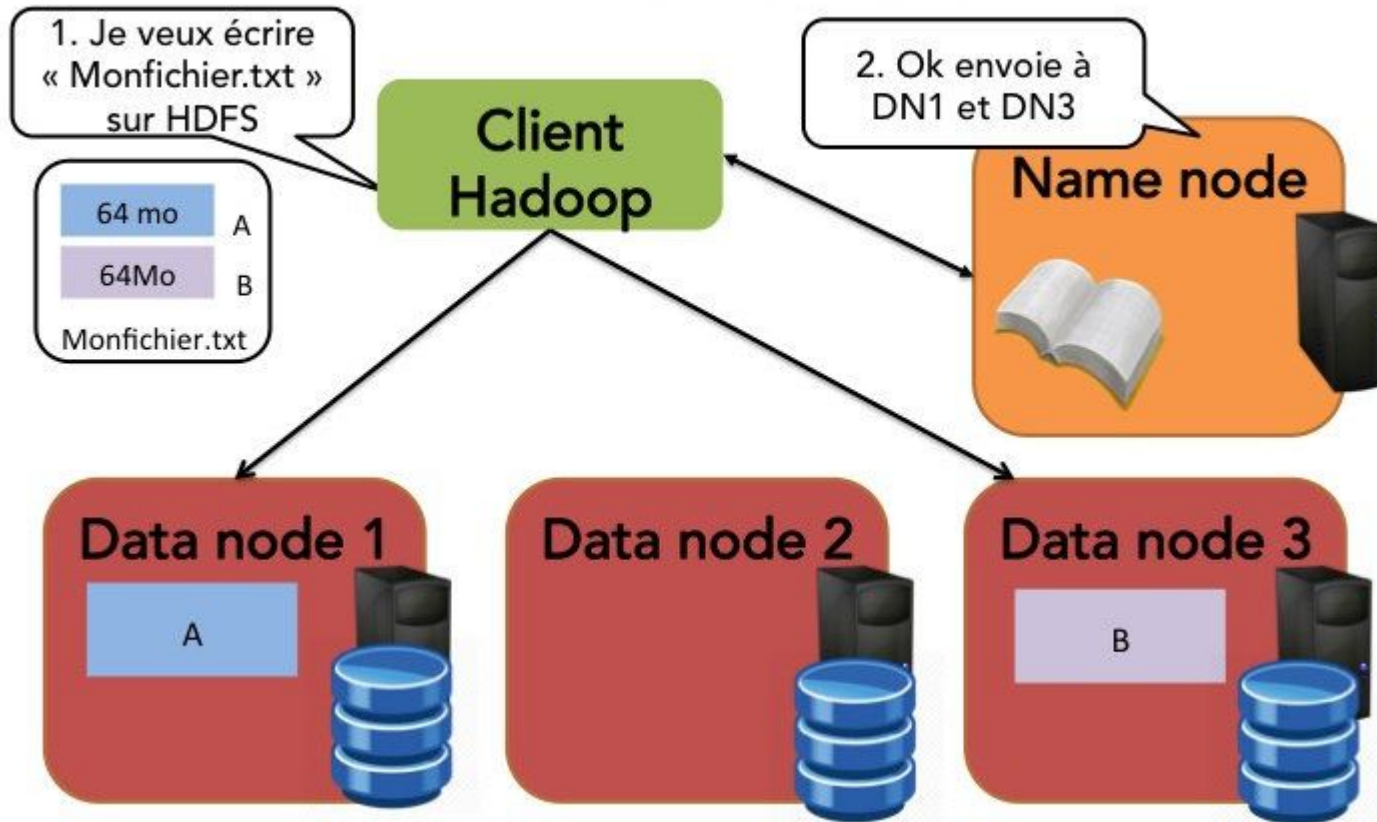 1. Je veux écrire
« Monfichier.txt »
sur HDFS
64 mo
A
64Mo
B
Monfichier.txt
Client
Hadoop
2. Ok envoie à
DN1 et DN3
Name node
Data node 1
A
Data node 2
Data node 3
B